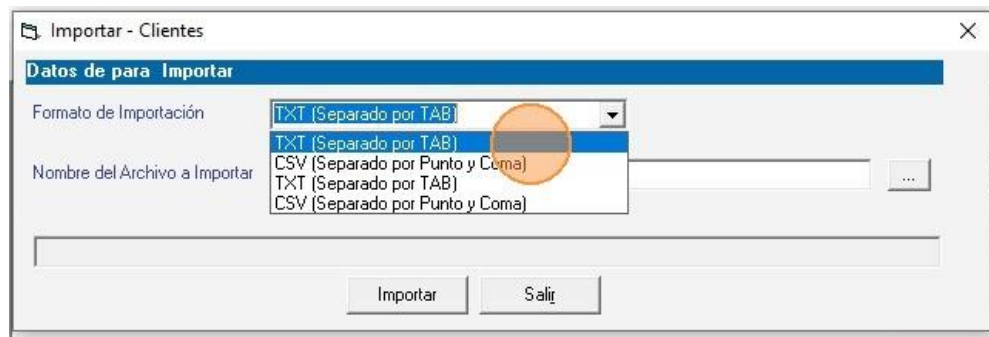 Importar - Clientes
Datos de para Importar
Formato de Importación
TXT (Separado por TAB)
TXT (Separado por TAB)
CSV (Separado por Punto y Coma)
Nombre del Archivo a Importar
...
TXT (Separado por TAB)
CSV (Separado por Punto y Coma)
Importar
Salir